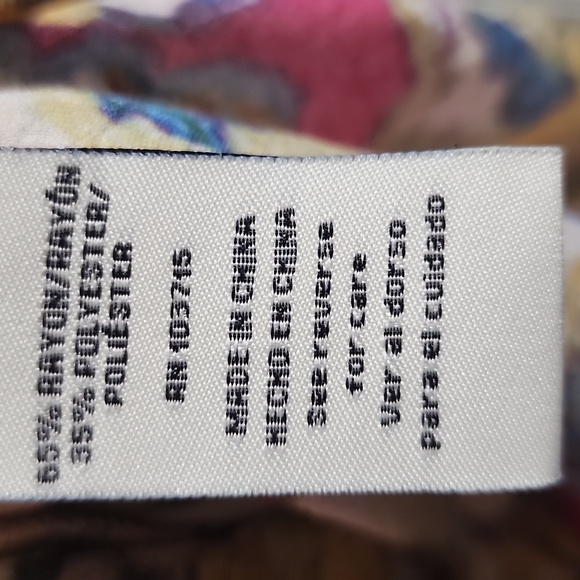 65% RAYON/RAYÓN
35% POLYESTER/
POLIÉSTER
RN 103715
MADE IN CHINA
HECHO EN CHINA
See reverse
for care
Ver al dorso
para el cuidado